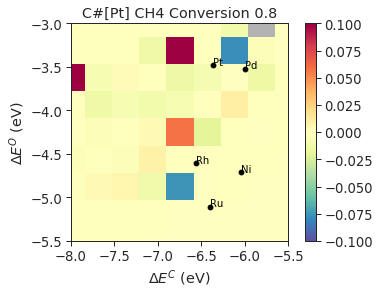 C#[Pt] CH4 Conversion 0.8
−3.0
−3.5
−4.0
−4.5
−5.0
−5.5
ΔE^O (eV)
Pt
Pd
Rh
Ni
Ru
−8.0 −7.5 −7.0 −6.5 −6.0 −5.5
ΔE^C (eV)
0.100
0.075
0.050
0.025
0.000
−0.025
−0.050
−0.075
−0.100